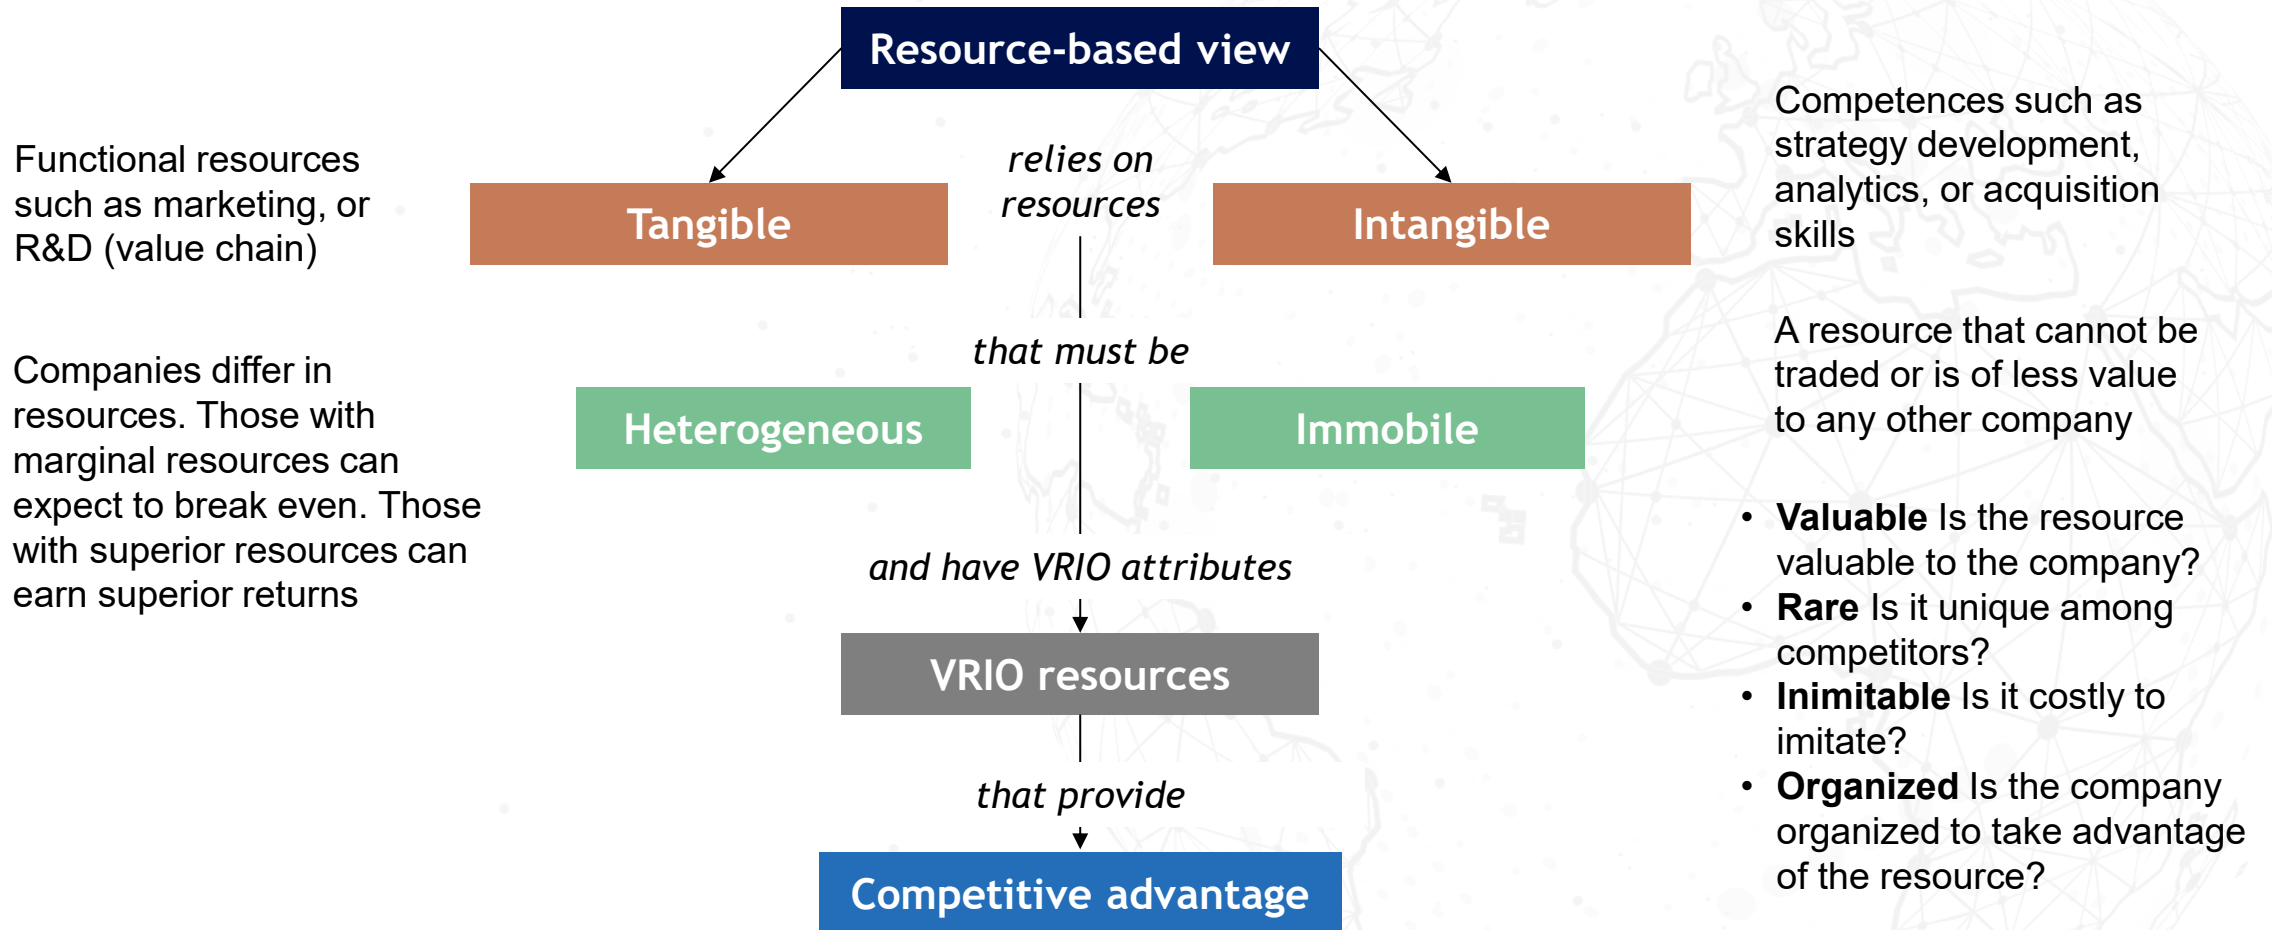 Resource-based view
Functional resources
such as marketing, or
R&D (value chain)
Tangible
relies on
resources
Intangible
Competences such as
strategy development,
analytics, or acquisition
skills
Companies differ in
resources. Those with
marginal resources can
expect to break even. Those
with superior resources can
earn superior returns
that must be
Heterogeneous
Immobile
A resource that cannot be
traded or is of less value
to any other company
and have VRIO attributes
VRIO resources
that provide
Competitive advantage
• Valuable Is the resource
valuable to the company?
• Rare Is it unique among
competitors?
• Inimitable Is it costly to
imitate?
• Organized Is the company
organized to take advantage
of the resource?